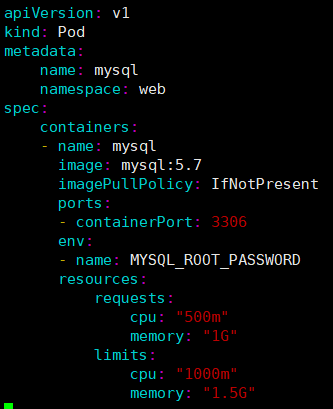 apiVersion: v1
kind: Pod
metadata:
    name: mysql
    namespace: web
spec:
    containers:
    - name: mysql
      image: mysql:5.7
      imagePullPolicy: IfNotPresent
      ports:
      - containerPort: 3306
      env:
      - name: MYSQL_ROOT_PASSWORD
      resources:
          requests:
              cpu: "500m"
              memory: "1G"
          limits:
              cpu: "1000m"
              memory: "1.5G"